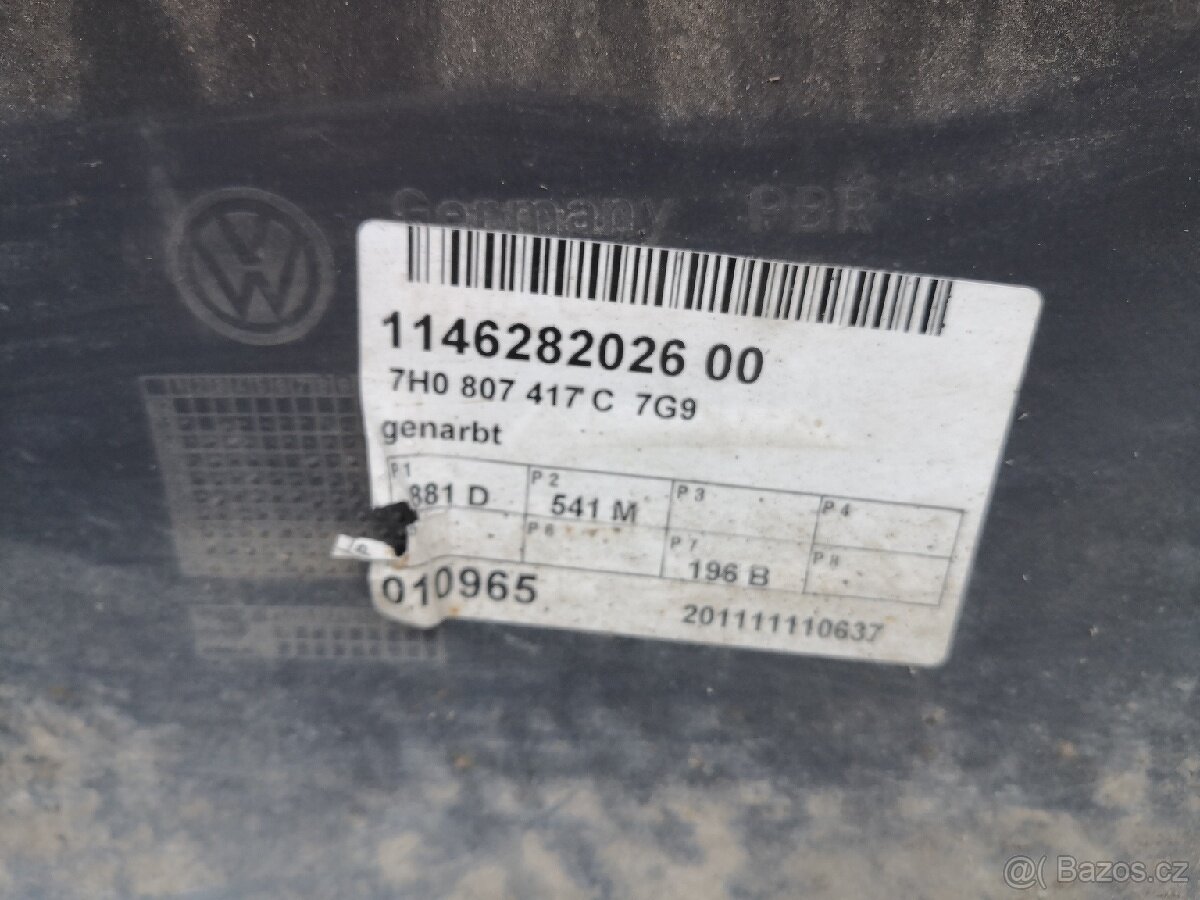 Germany PBR
1146282026 00
7H0 807 417 C 7G9
genarbt
P1 P2 P3 P4
881 D 541 M
P6 P7 P8
196 B
010965
201111110637
@( Bazos.cz